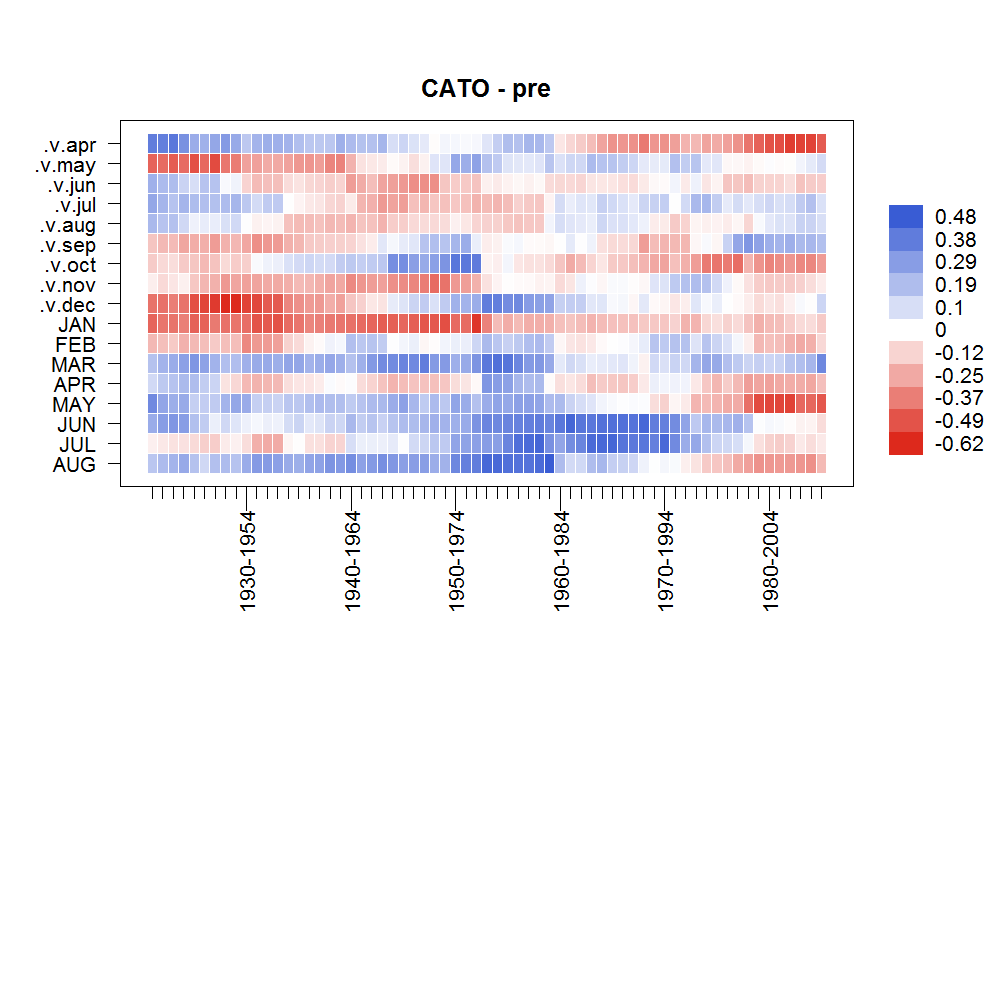 CATO - pre
.v.apr
.v.may
.v.jun
.v.jul
.v.aug
.v.sep
.v.oct
.v.nov
.v.dec
JAN
FEB
MAR
APR
MAY
JUN
JUL
AUG
0.48
0.38
0.29
0.19
0.1
0
-0.12
-0.25
-0.37
-0.49
-0.62
1930-1954
1940-1964
1950-1974
1960-1984
1970-1994
1980-2004